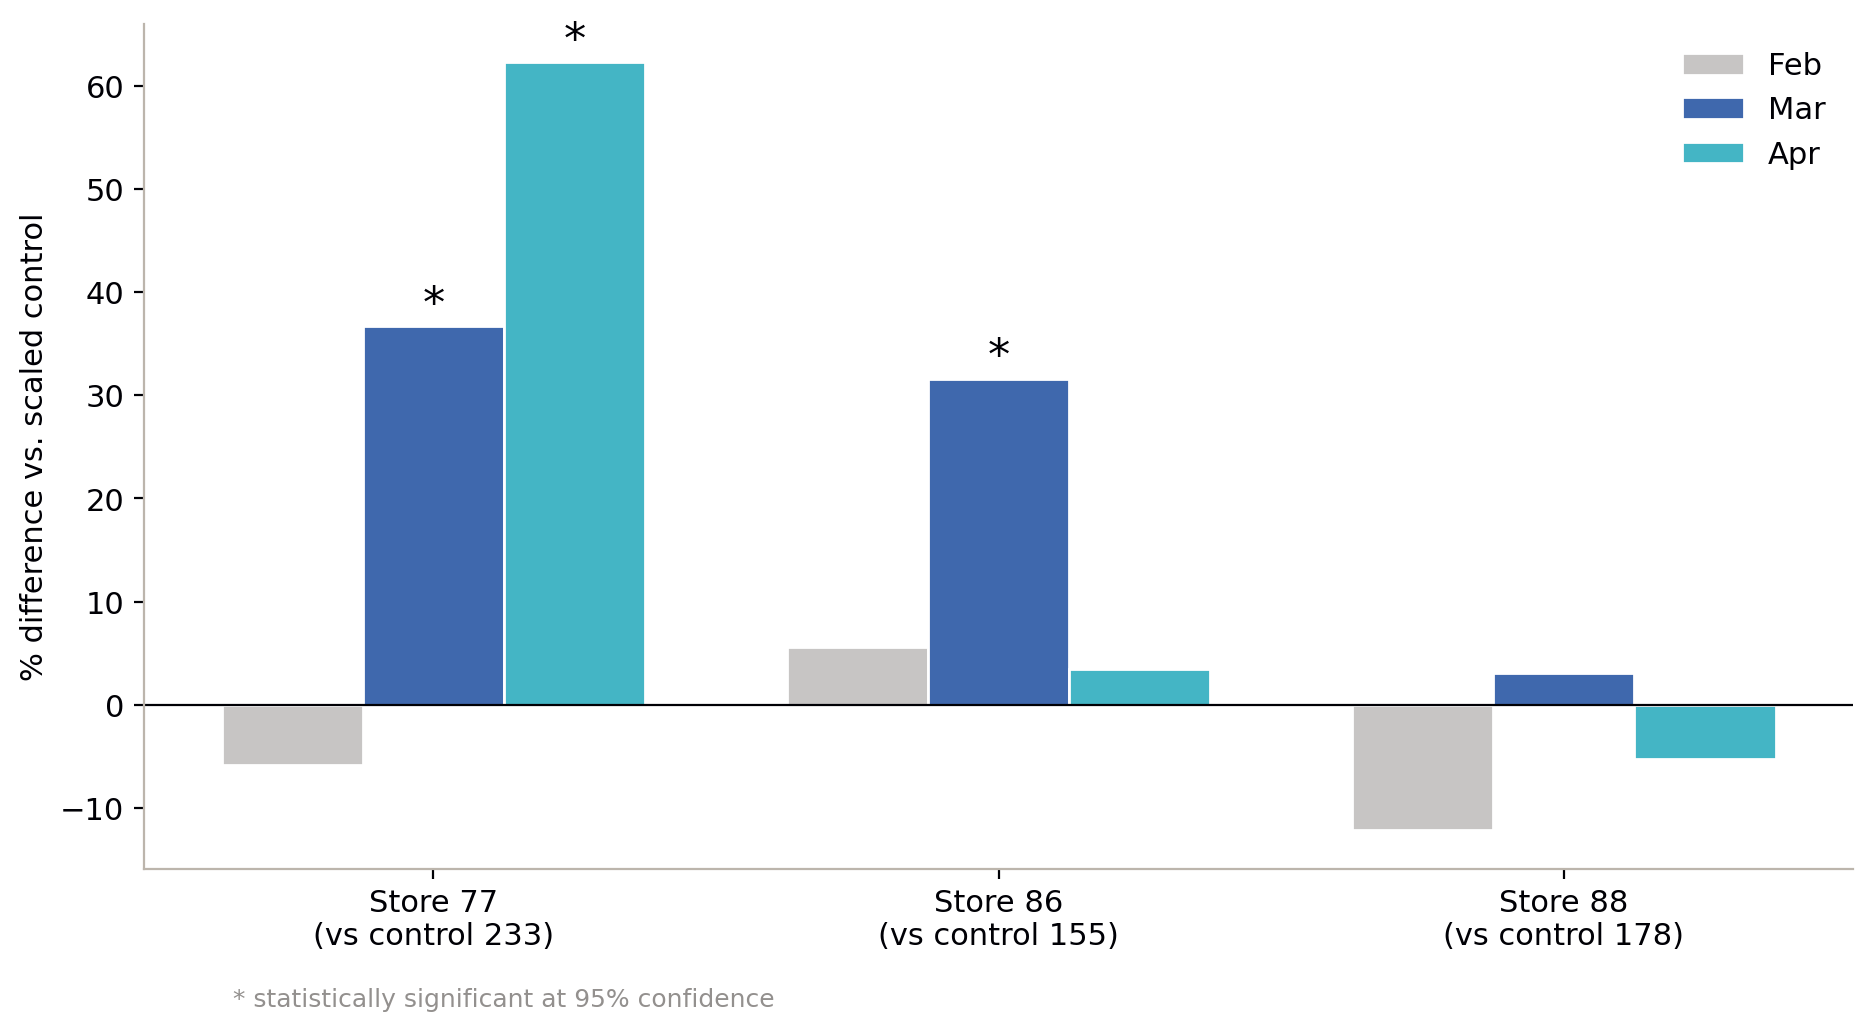 % difference vs. scaled control
60
50
40
30
20
10
0
−10
*
*
*
Feb
Mar
Apr
Store 77
(vs control 233)
Store 86
(vs control 155)
Store 88
(vs control 178)
* statistically significant at 95% confidence